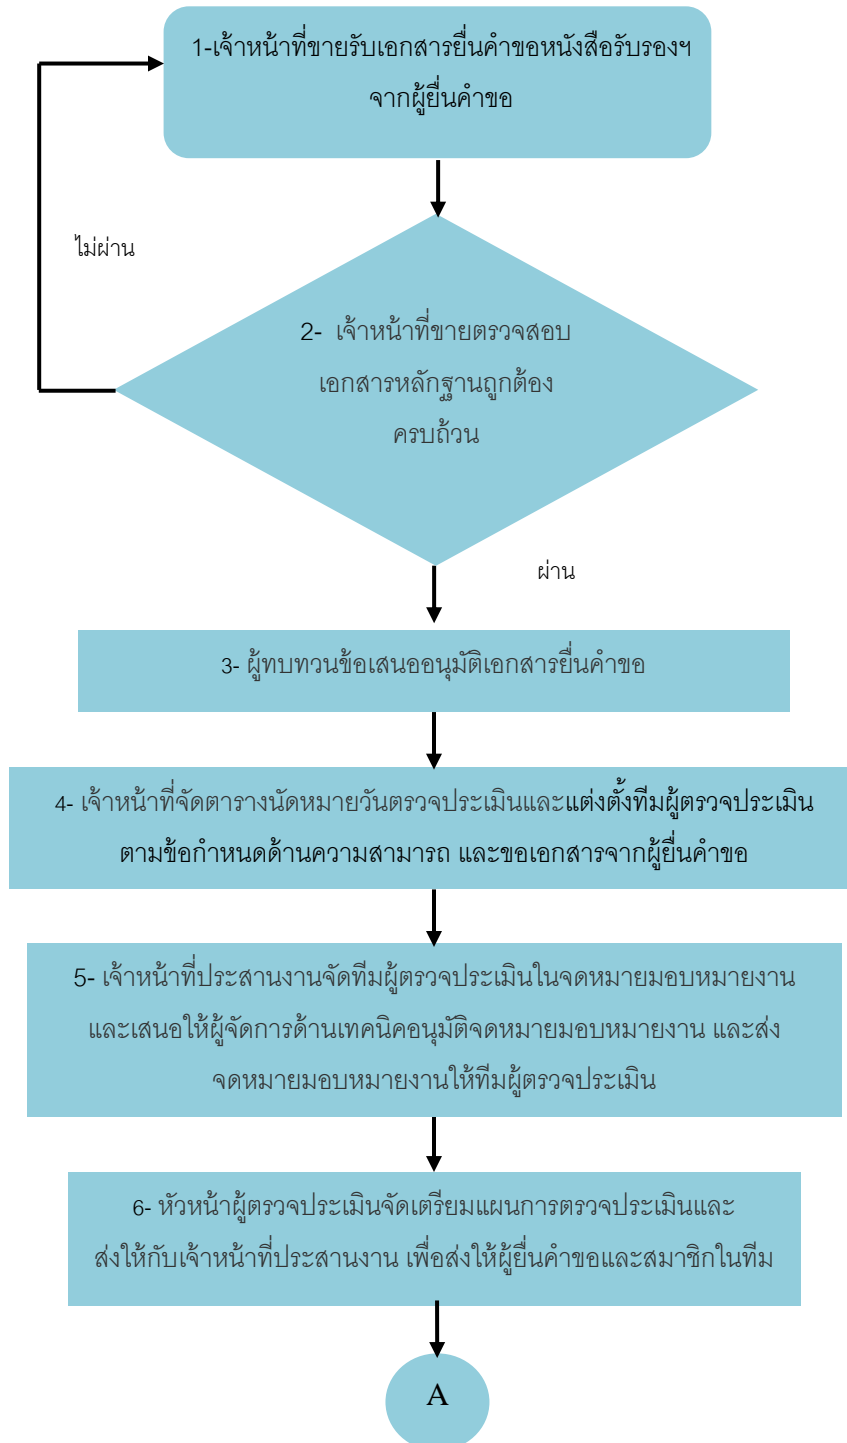 1-เจ้าหน้าที่ขายรับเอกสารยื่นคำขอหนังสือรับรองฯ
จากผู้ยื่นคำขอ
ไม่ผ่าน
2- เจ้าหน้าที่ขายตรวจสอบ
เอกสารหลักฐานถูกต้อง
ครบถ้วน
ผ่าน
3- ผู้ทบทวนข้อเสนออนุมัติเอกสารยื่นคำขอ
4- เจ้าหน้าที่จัดตารางนัดหมายวันตรวจประเมินและแต่งตั้งทีมผู้ตรวจประเมิน
ตามข้อกำหนดด้านความสามารถ และขอเอกสารจากผู้ยื่นคำขอ
5- เจ้าหน้าที่ประสานงานจัดทีมผู้ตรวจประเมินในจดหมายมอบหมายงาน
และเสนอให้ผู้จัดการด้านเทคนิคอนุมัติจดหมายมอบหมายงาน และส่ง
จดหมายมอบหมายงานให้ทีมผู้ตรวจประเมิน
6- หัวหน้าผู้ตรวจประเมินจัดเตรียมแผนการตรวจประเมินและ
ส่งให้กับเจ้าหน้าที่ประสานงาน เพื่อส่งให้ผู้ยื่นคำขอและสมาชิกในทีม
A